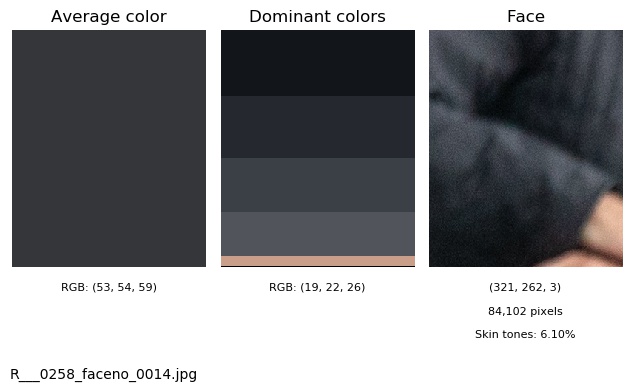 Average color
Dominant colors
Face
RGB: (53, 54, 59)
RGB: (19, 22, 26)
(321, 262, 3)
84,102 pixels
Skin tones: 6.10%
R___0258_faceno_0014.jpg